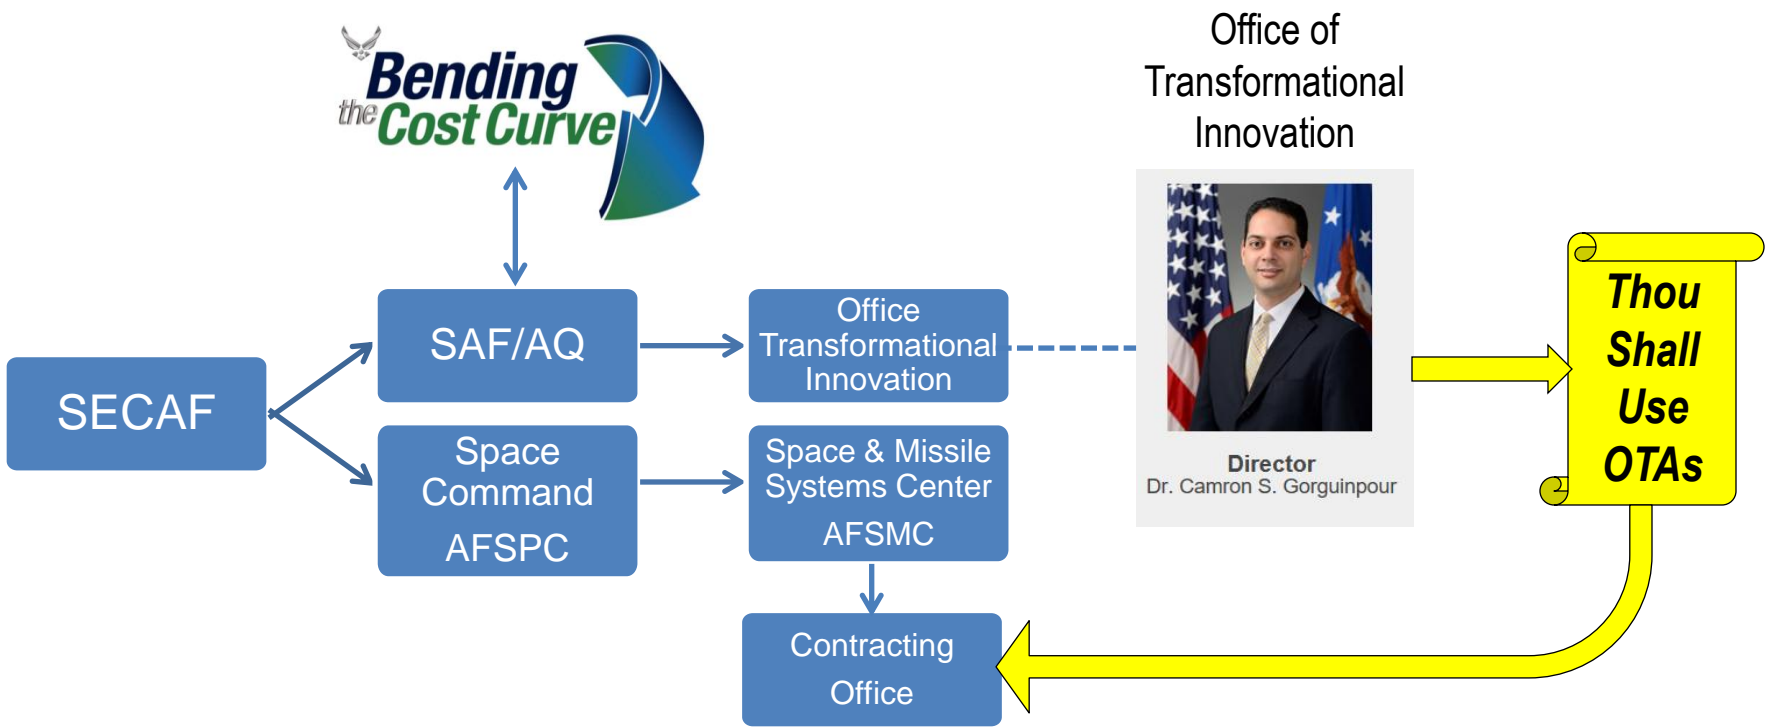 Bending
the Cost Curve
Office of
Transformational
Innovation
SECAF
SAF/AQ
Office
Transformational
Innovation
Space
Command
AFSPC
Space & Missile
Systems Center
AFSMC
Contracting
Office
Director
Dr. Camron S. Gorguinpour
Thou
Shall
Use
OTAs